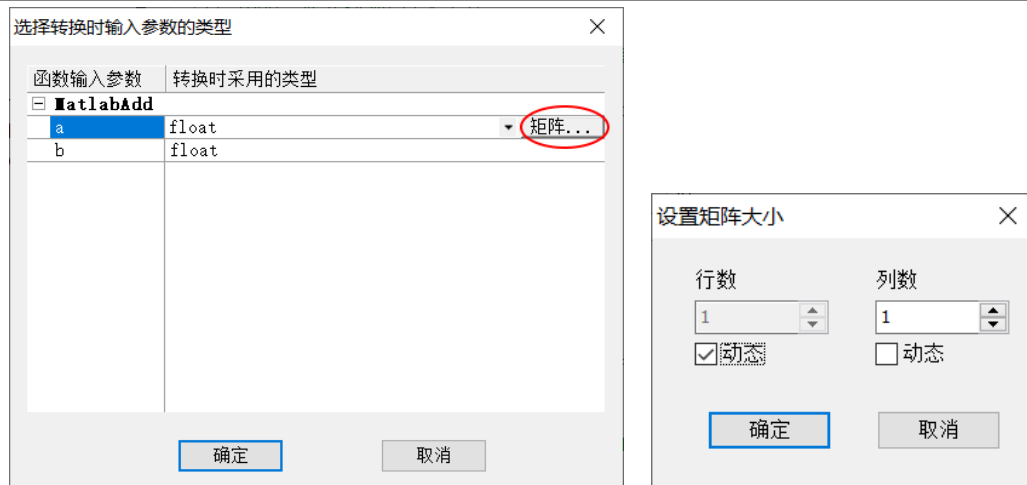 选择转换时输入参数的类型
函数输入参数 转换时采用的类型
MatlabAdd
a float 矩阵...
b float
确定 取消
设置矩阵大小
行数 列数
1 1
动态 动态
确定 取消